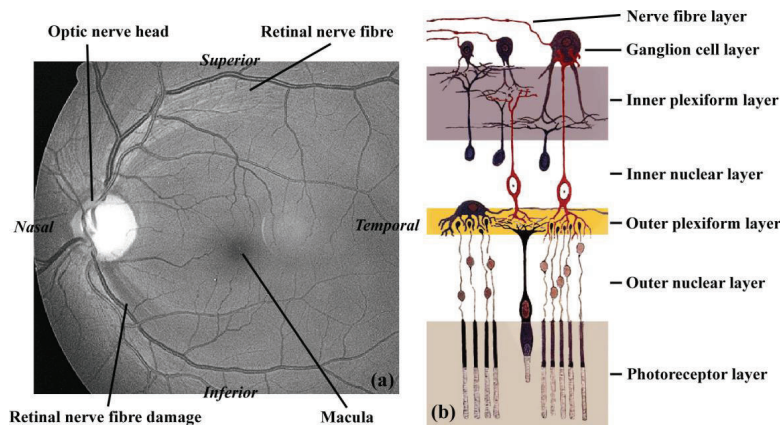 Optic nerve head
Retinal nerve fibre
Superior
Nasal
Temporal
(a)
Inferior
Retinal nerve fibre damage
Macula
Nerve fibre layer
Ganglion cell layer
Inner plexiform layer
Inner nuclear layer
Outer plexiform layer
Outer nuclear layer
Photoreceptor layer
(b)